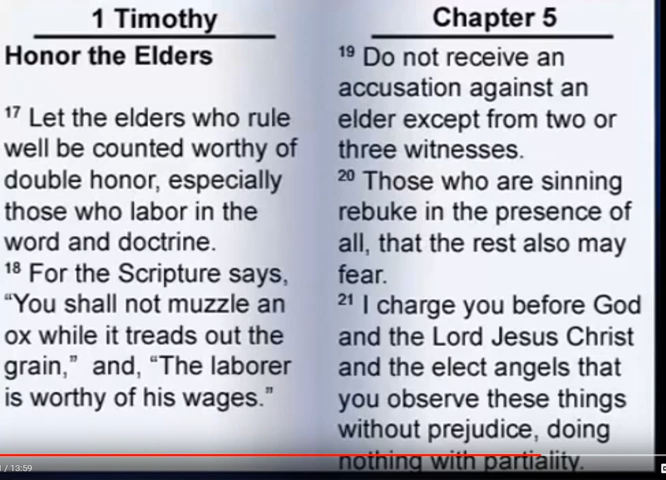 1 Timothy
Honor the Elders
17 Let the elders who rule
well be counted worthy of
double honor, especially
those who labor in the
word and doctrine.
18 For the Scripture says,
“You shall not muzzle an
ox while it treads out the
grain,” and, “The laborer
is worthy of his wages.”
Chapter 5
19 Do not receive an
accusation against an
elder except from two or
three witnesses.
20 Those who are sinning
rebuke in the presence of
all, that the rest also may
fear.
21 I charge you before God
and the Lord Jesus Christ
and the elect angels that
you observe these things
without prejudice, doing
nothing with partiality.
/ 13:59